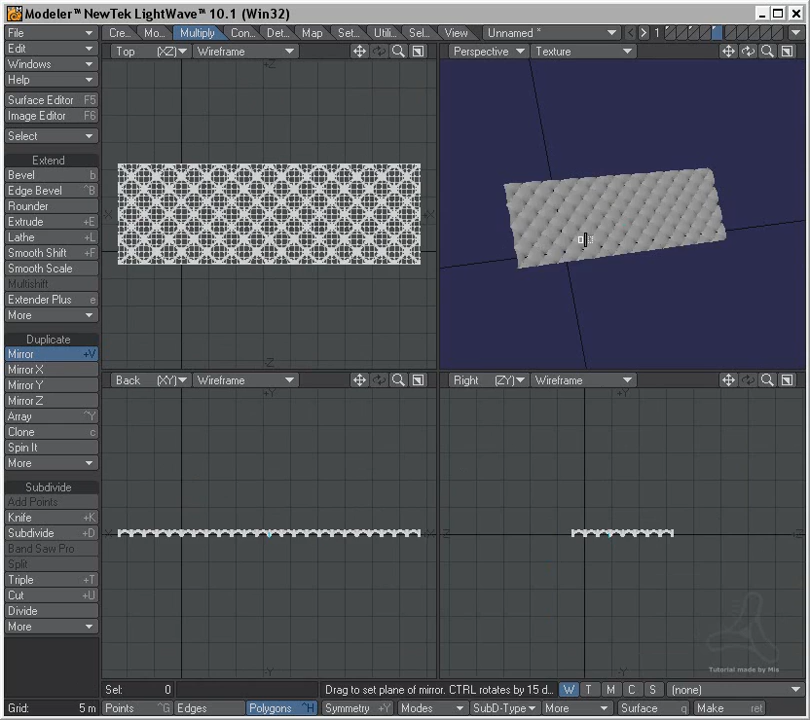 Modeler™ NewTek LightWave™ 10.1 (Win32)
File Cre.. Mo... Multiply Con.. Det... Map Set... Utili... Sel... View Unnamed * 1
Edit Top (XZ) Wireframe Perspective Texture
Windows
Help
Surface Editor F5
Image Editor F6
Select
Extend
Bevel b
Edge Bevel ^B
Rounder
Extrude +E
Lathe +L
Smooth Shift +F
Smooth Scale
Multishift
Extender Plus e
More
Duplicate
Mirror +V
Mirror X
Mirror Y
Back (XY) Wireframe Right (ZY) Wireframe
Mirror Z
Array ^Y
Clone c
Spin It
More
Subdivide
Add Points
Knife +K
Subdivide +D
Band Saw Pro
Split
Triple +T
Cut +U
Divide
More
Tutorial made by Mis
Sel: 0 Drag to set plane of mirror. CTRL rotates by 15 d... W T M C S (none)
Grid: 5 m Points ^G Edges Polygons ^H Symmetry +Y Modes SubD-Type More Surface q Make ret